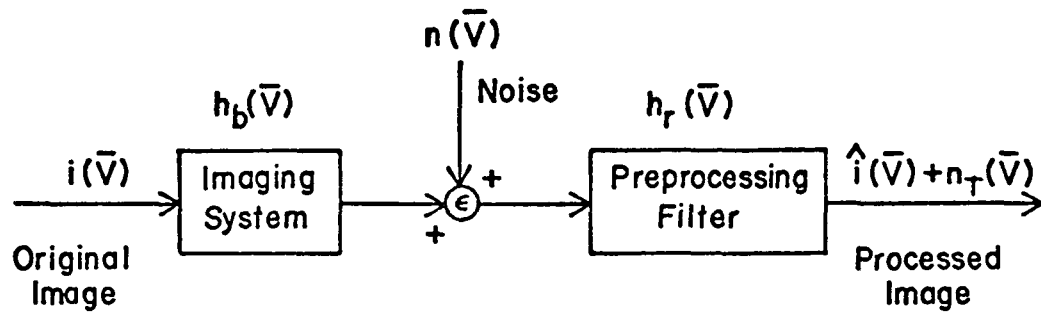 n(V̅)
Noise
h_b(V̅)
h_r(V̅)
i(V̅)
Imaging
System
+
ϵ
+
Preprocessing
Filter
î(V̅)+n_T(V̅)
Original
Image
Processed
Image